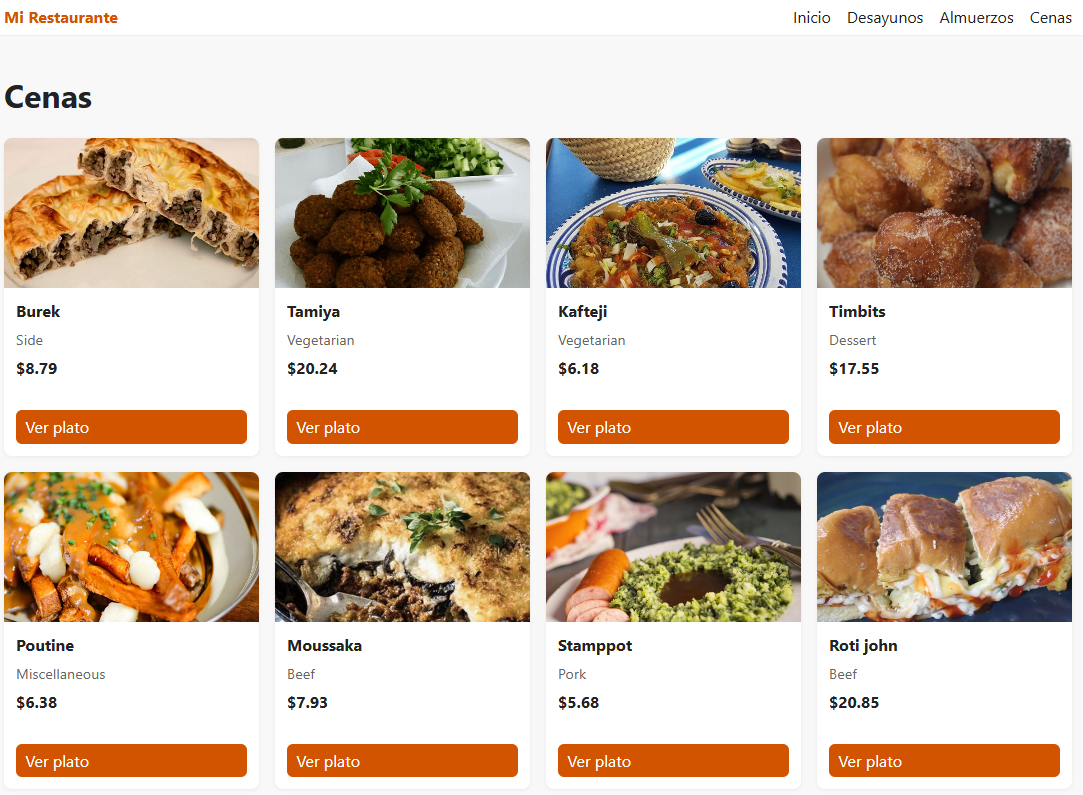 Mi Restaurante
Inicio Desayunos Almuerzos Cenas
Cenas
Burek
Side
$8.79
Ver plato
Tamiya
Vegetarian
$20.24
Ver plato
Kafteji
Vegetarian
$6.18
Ver plato
Timbits
Dessert
$17.55
Ver plato
Poutine
Miscellaneous
$6.38
Ver plato
Moussaka
Beef
$7.93
Ver plato
Stamppot
Pork
$5.68
Ver plato
Roti john
Beef
$20.85
Ver plato